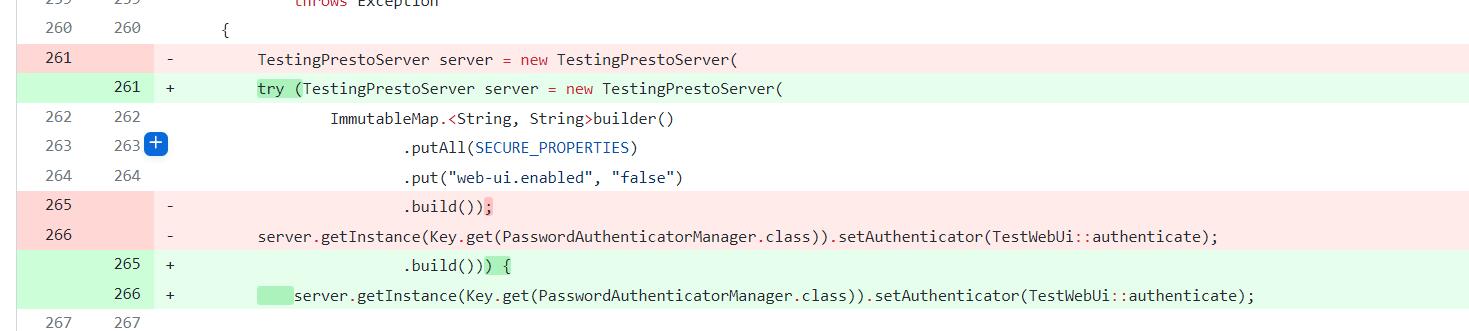 259 259 throws Exception
260 260 {
261 - TestingPrestoServer server = new TestingPrestoServer(
261 + try (TestingPrestoServer server = new TestingPrestoServer(
262 262 ImmutableMap.<String, String>builder()
263 263 + .putAll(SECURE_PROPERTIES)
264 264 .put("web-ui.enabled", "false")
265 - .build());
266 - server.getInstance(Key.get(PasswordAuthenticatorManager.class)).setAuthenticator(TestWebUi::authenticate);
265 + .build())) {
266 + server.getInstance(Key.get(PasswordAuthenticatorManager.class)).setAuthenticator(TestWebUi::authenticate);
267 267